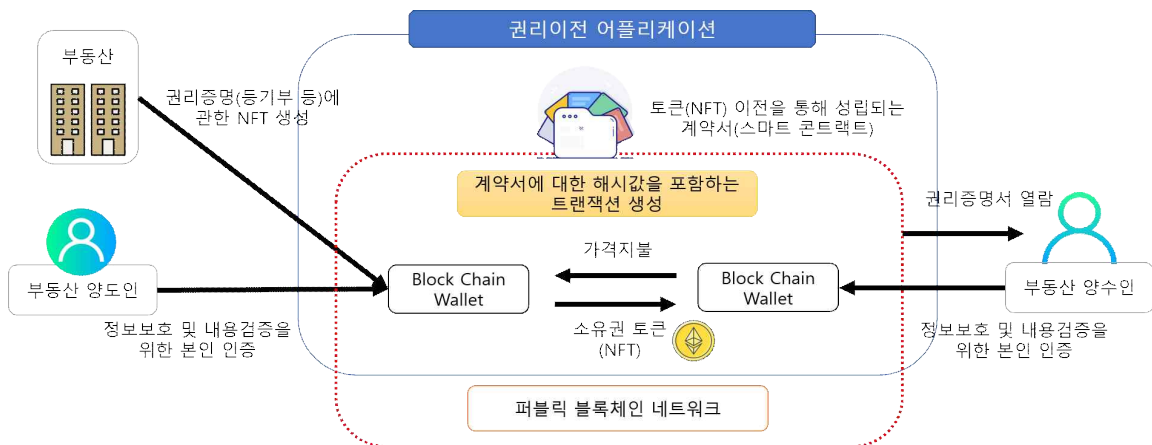 권리이전 어플리케이션
부동산
권리증명(등기부 등)에
관한 NFT 생성
토큰(NFT) 이전을 통해 성립되는
계약서(스마트 콘트랙트)
계약서에 대한 해시값을 포함하는
트랜잭션 생성
권리증명서 열람
가격지불
Block Chain
Wallet
Block Chain
Wallet
부동산 양도인
부동산 양수인
소유권 토큰
(NFT)
정보보호 및 내용검증을
위한 본인 인증
정보보호 및 내용검증을
위한 본인 인증
퍼블릭 블록체인 네트워크